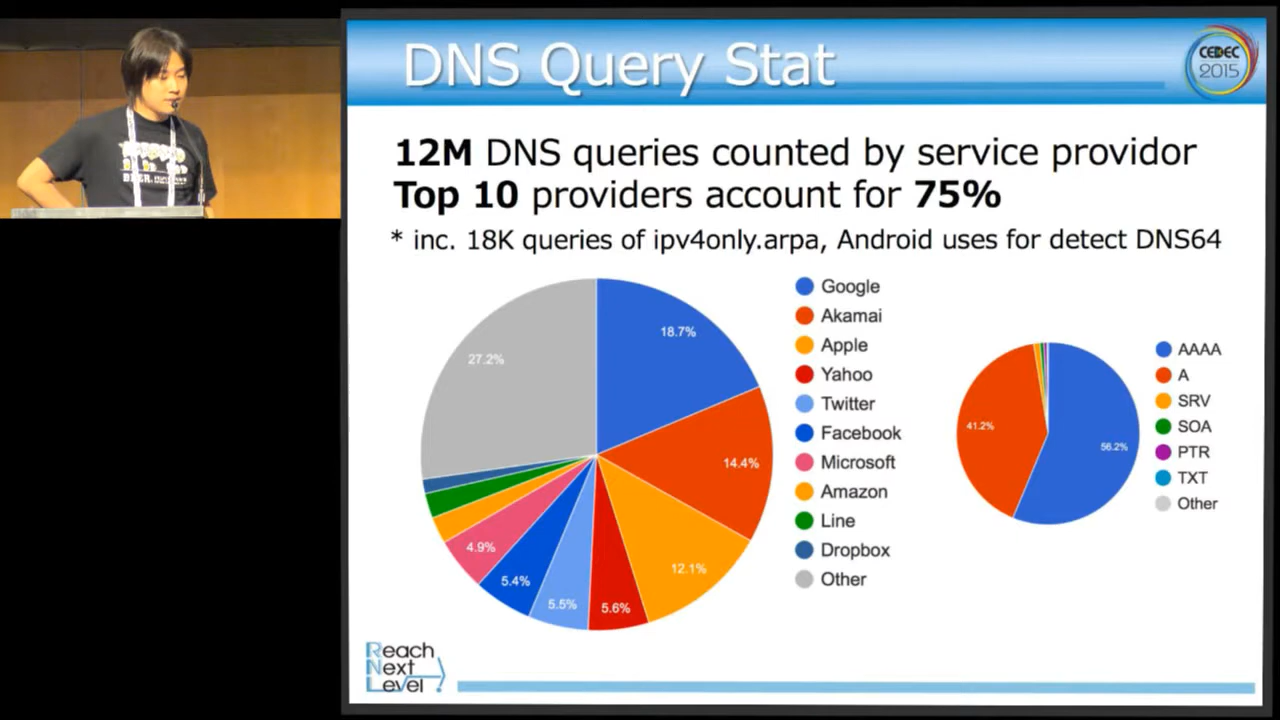 DNS Query Stat
CEDEC
2015
12M DNS queries counted by service providor
Top 10 providers account for 75%
* inc. 18K queries of ipv4only.arpa, Android uses for detect DNS64
18.7%
14.4%
12.1%
5.6%
5.5%
5.4%
4.9%
27.2%
Google
Akamai
Apple
Yahoo
Twitter
Facebook
Microsoft
Amazon
Line
Dropbox
Other
41.2%
56.2%
AAAA
A
SRV
SOA
PTR
TXT
Other
Reach
Next
Level
BEER.